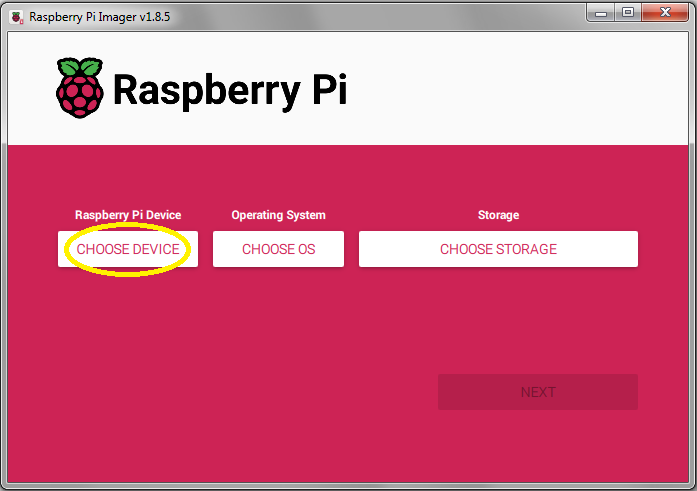 Raspberry Pi Imager v1.8.5
Raspberry Pi
Raspberry Pi Device
Operating System
Storage
CHOOSE DEVICE
CHOOSE OS
CHOOSE STORAGE
NEXT